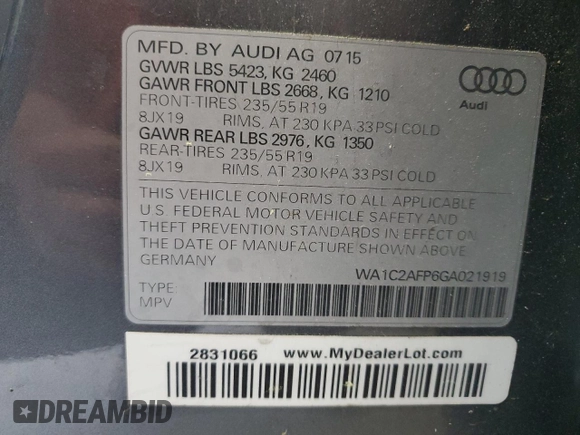 MFD. BY AUDI AG 07 15
GVWR LBS 5423, KG 2460
GAWR FRONT LBS 2668, KG 1210
FRONT-TIRES 235/55 R19
8JX19 RIMS, AT 230 KPA 33 PSI COLD
GAWR REAR LBS 2976, KG 1350
REAR-TIRES 235/55 R19
8JX19 RIMS, AT 230 KPA 33 PSI COLD
THIS VEHICLE CONFORMS TO ALL APPLICABLE
U.S. FEDERAL MOTOR VEHICLE SAFETY AND
THEFT PREVENTION STANDARDS IN EFFECT ON
THE DATE OF MANUFACTURE SHOWN ABOVE
GERMANY
Audi
WA1C2AFP6GA021919
TYPE:
MPV
2831066 www.MyDealerLot.com
DREAMBID